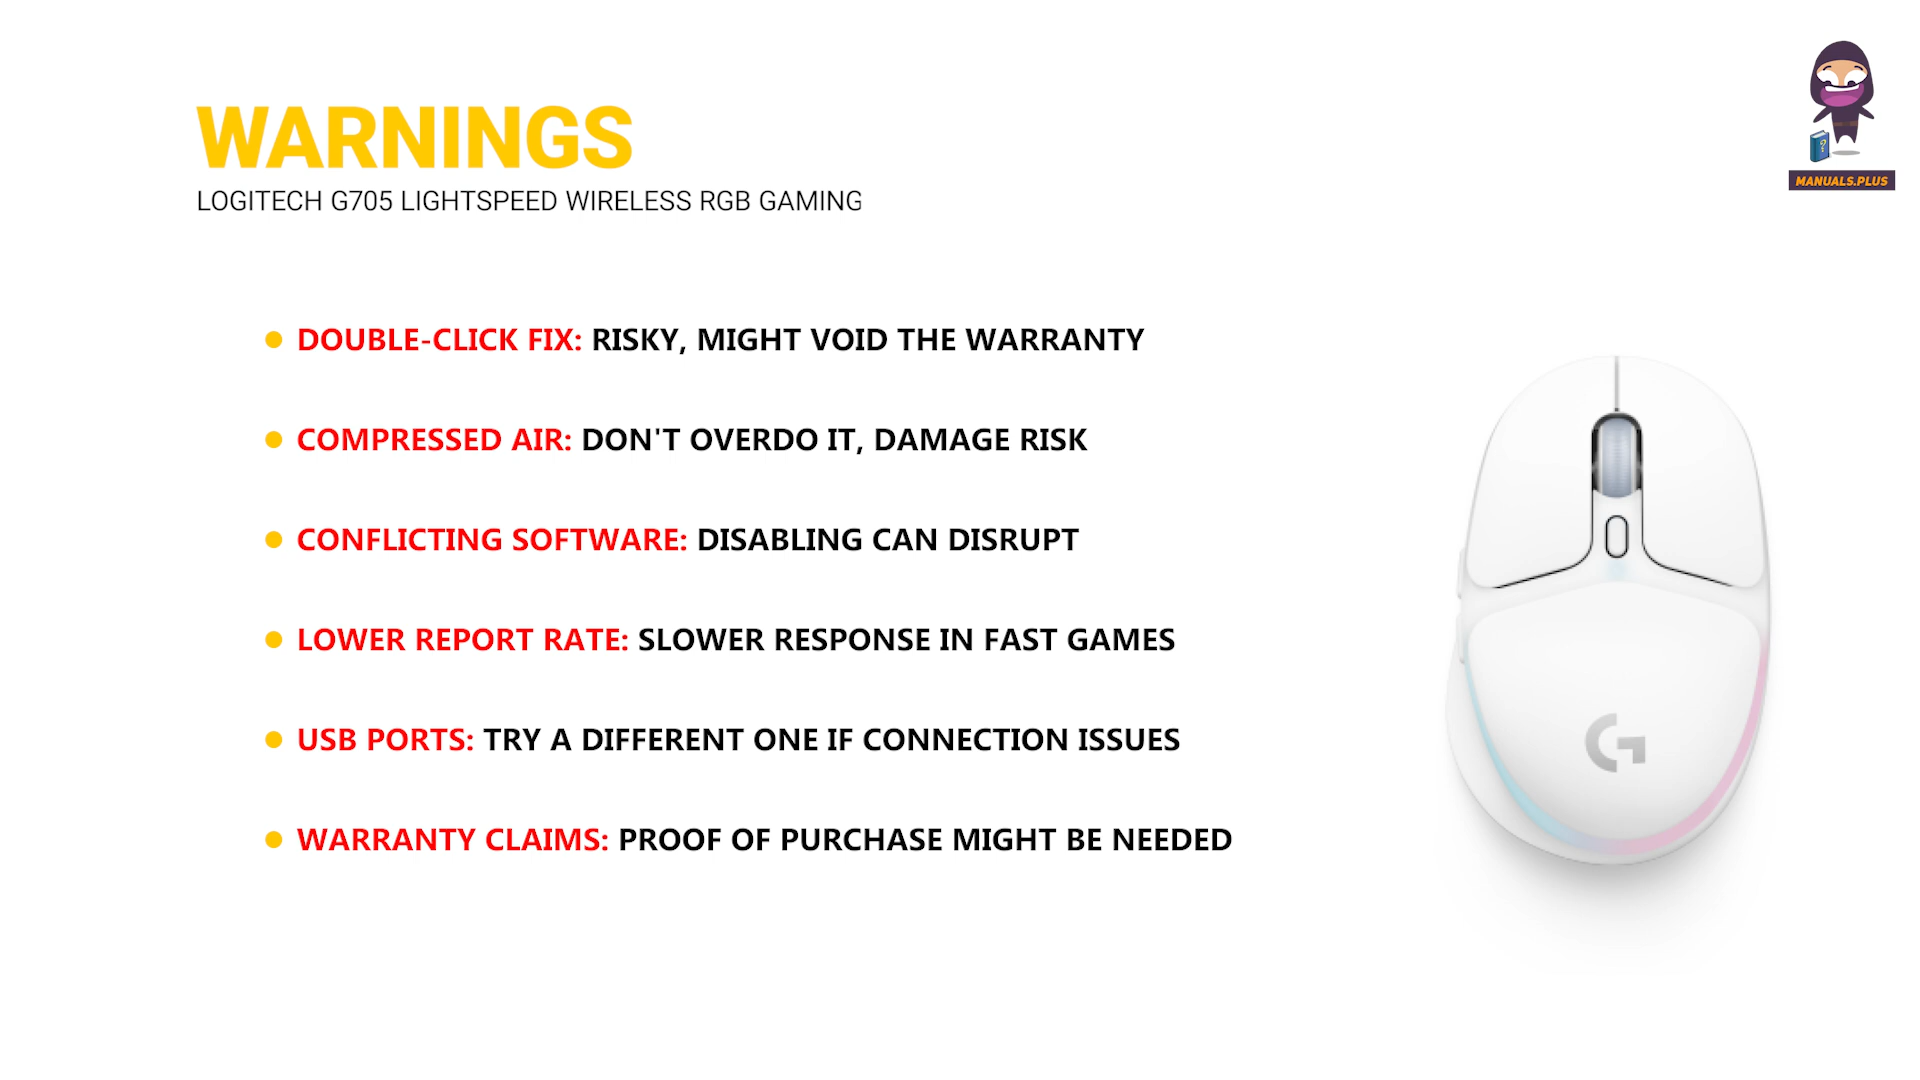 WARNINGS
LOGITECH G705 LIGHTSPEED WIRELESS RGB GAMING
DOUBLE-CLICK FIX: RISKY, MIGHT VOID THE WARRANTY
COMPRESSED AIR: DON'T OVERDO IT, DAMAGE RISK
CONFLICTING SOFTWARE: DISABLING CAN DISRUPT
LOWER REPORT RATE: SLOWER RESPONSE IN FAST GAMES
USB PORTS: TRY A DIFFERENT ONE IF CONNECTION ISSUES
WARRANTY CLAIMS: PROOF OF PURCHASE MIGHT BE NEEDED
?
MANUALS.PLUS
G